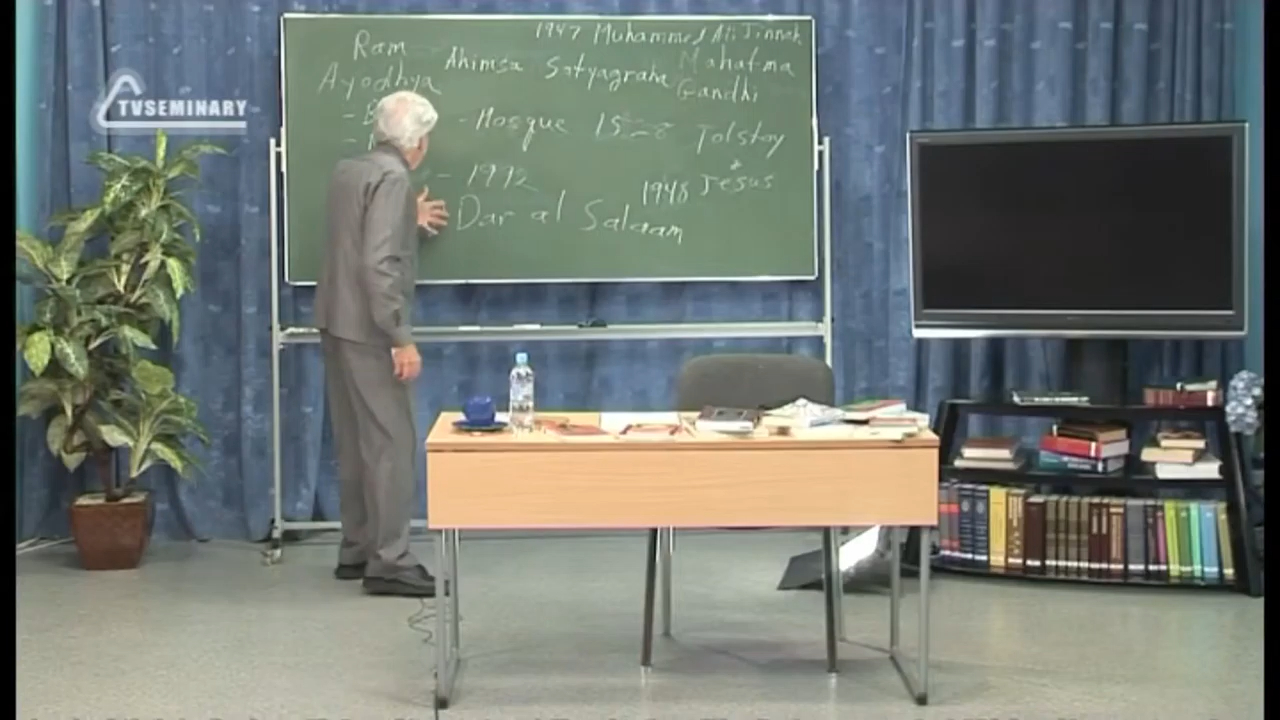 TVSEMINARY
1947 Muhammed Ali Jinnah
Ram Ahimsa Satyagraha Mahatma
Ayodhya Gandhi
- Mosque Tolstoy
- 1992 1948 Jesus
Dar al Salaam